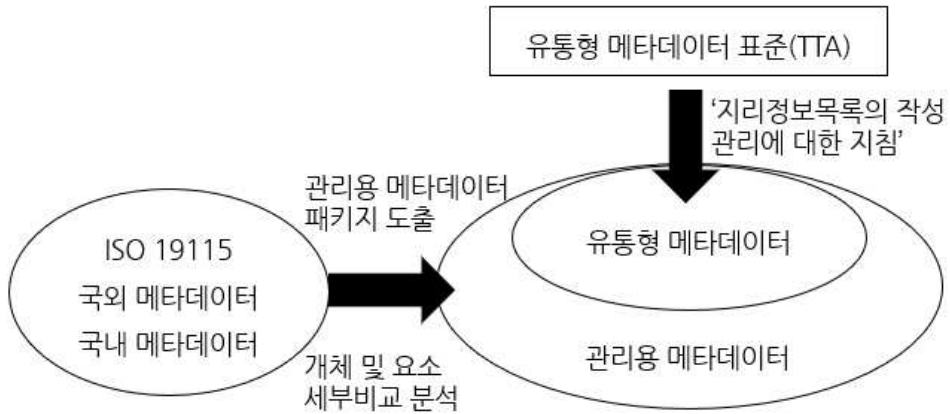 유통형 메타데이터 표준(TTA)
‘지리정보목록의 작성
관리에 대한 지침’
관리용 메타데이터
패키지 도출
ISO 19115
국외 메타데이터
국내 메타데이터
유통형 메타데이터
개체 및 요소
세부비교 분석
관리용 메타데이터